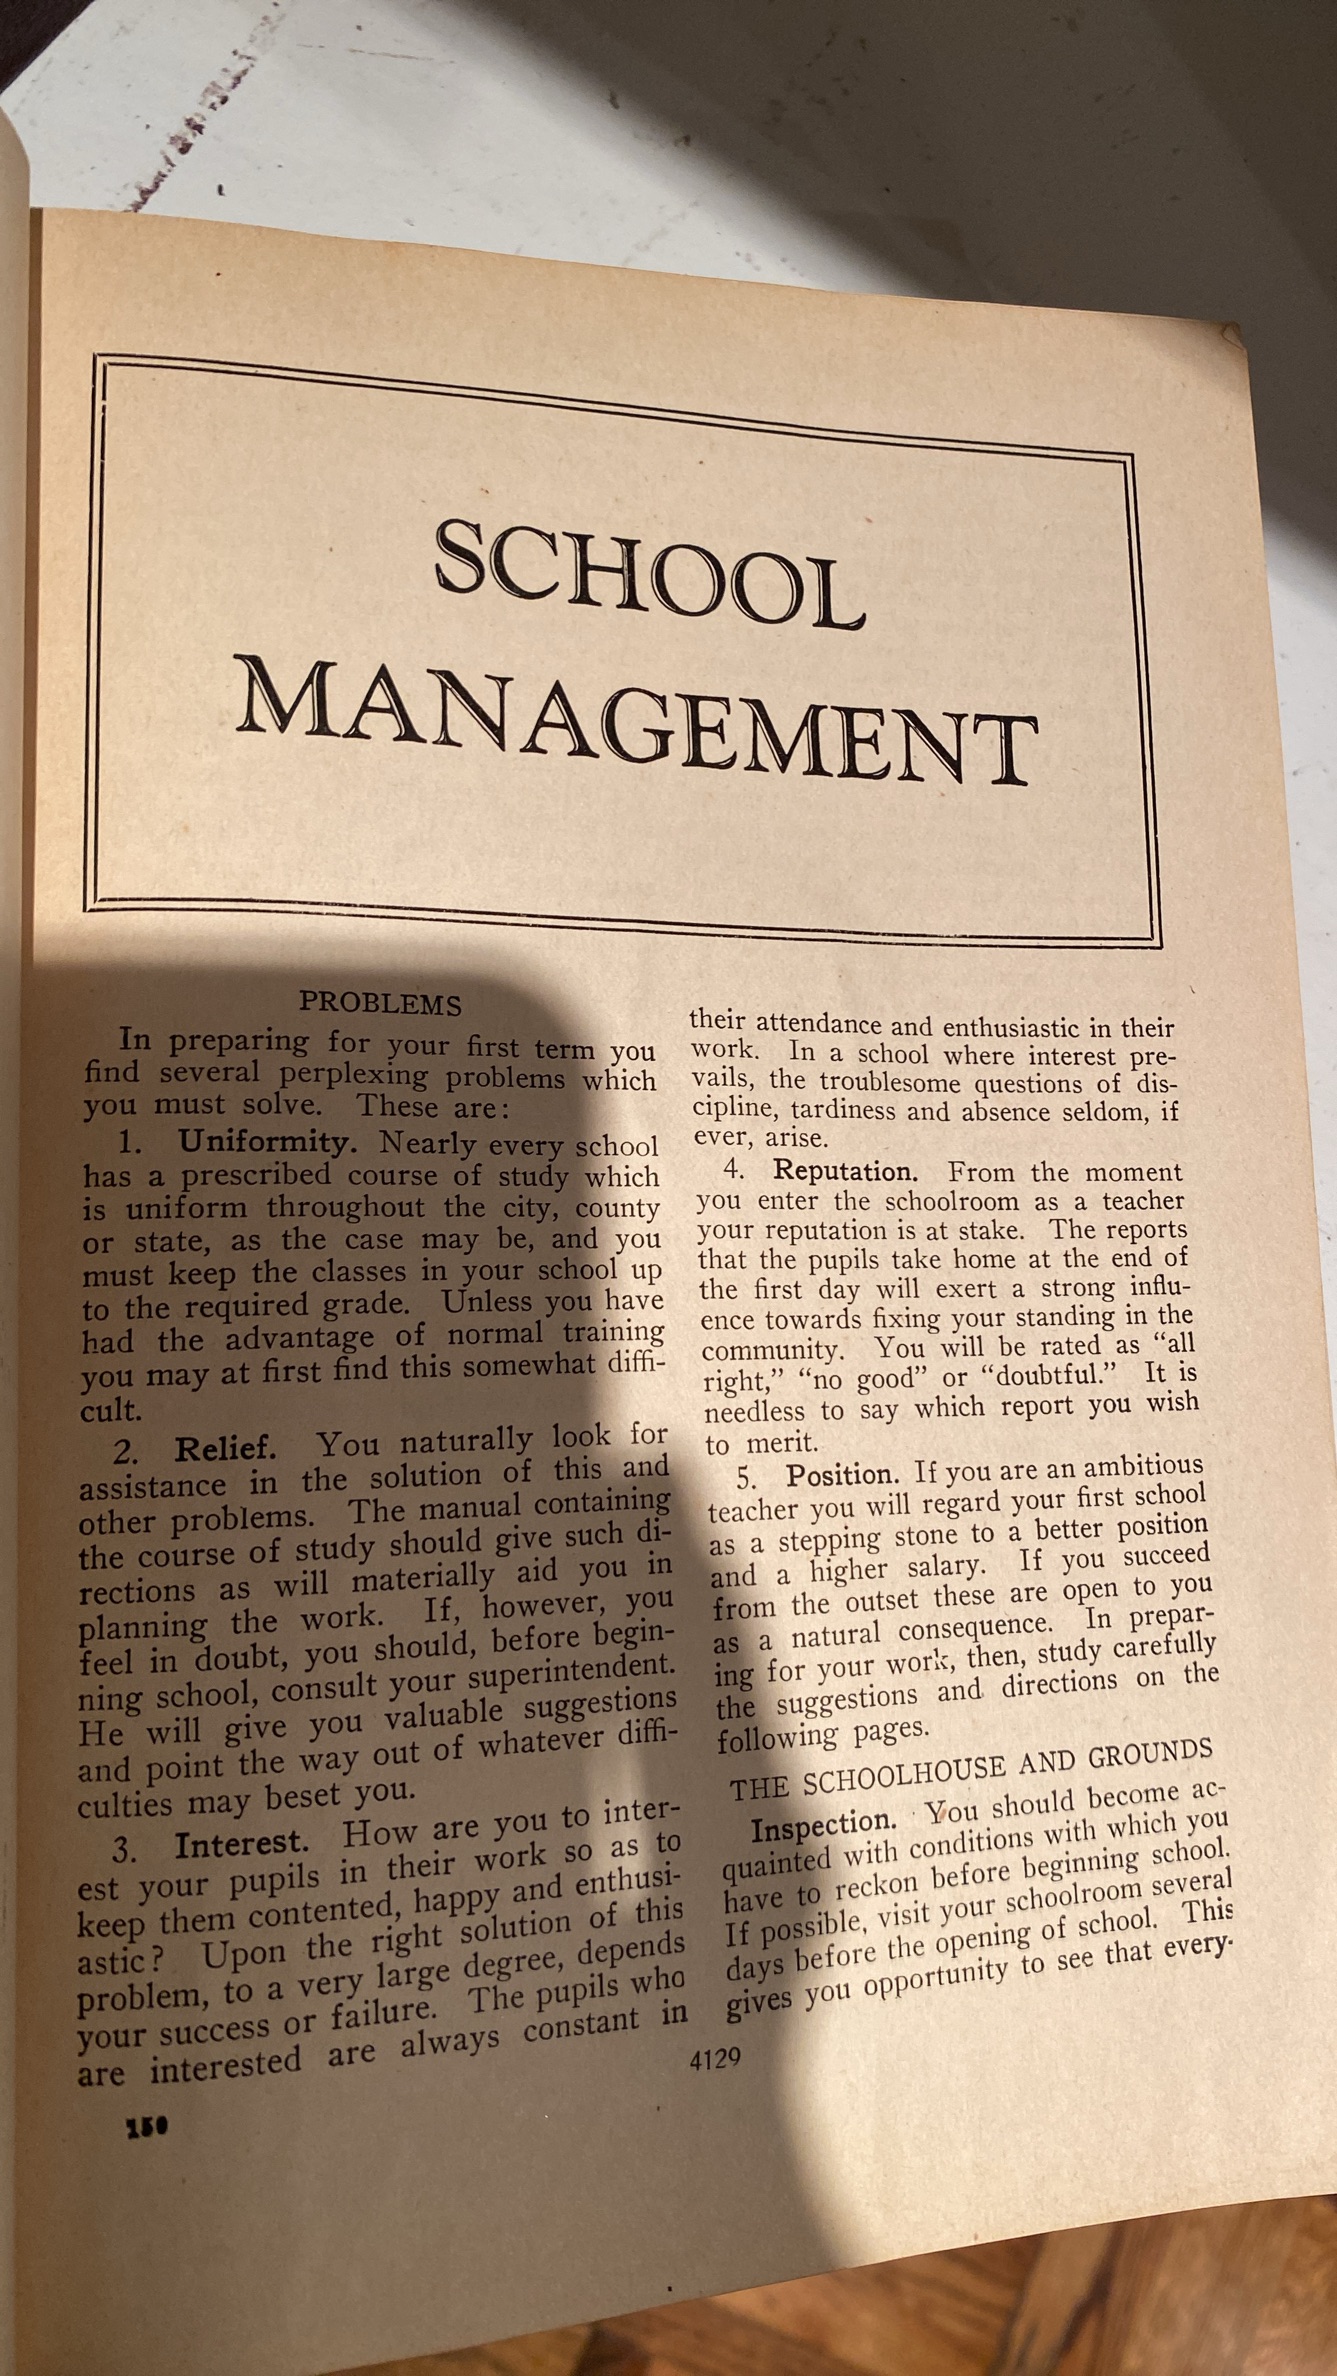 SCHOOL
MANAGEMENT
PROBLEMS
In preparing for your first term you
find several perplexing problems which
you must solve. These are:
1. Uniformity. Nearly every school
has a prescribed course of study which
is uniform throughout the city, county
or state, as the case may be, and you
must keep the classes in your school up
to the required grade. Unless you have
had the advantage of normal training
you may at first find this somewhat diffi-
cult.
2. Relief. You naturally look for
assistance in the solution of this and
other problems. The manual containing
the course of study should give such di-
rections as will materially aid you in
planning the work. If, however, you
feel in doubt, you should, before begin-
ning school, consult your superintendent.
He will give you valuable suggestions
and point the way out of whatever diffi-
culties may beset you.
3. Interest. How are you to inter-
est your pupils in their work so as to
keep them contented, happy and enthusi-
astic? Upon the right solution of this
problem, to a very large degree, depends
your success or failure. The pupils who
are interested are always constant in
their attendance and enthusiastic in their
work. In a school where interest pre-
vails, the troublesome questions of dis-
cipline, tardiness and absence seldom, if
ever, arise.
4. Reputation. From the moment
you enter the schoolroom as a teacher
your reputation is at stake. The reports
that the pupils take home at the end of
the first day will exert a strong influ-
ence towards fixing your standing in the
community. You will be rated as “all
right,” “no good” or “doubtful.” It is
needless to say which report you wish
to merit.
5. Position. If you are an ambitious
teacher you will regard your first school
as a stepping stone to a better position
and a higher salary. If you succeed
from the outset these are open to you
as a natural consequence. In prepar-
ing for your work, then, study carefully
the suggestions and directions on the
following pages.
THE SCHOOLHOUSE AND GROUNDS
Inspection. You should become ac-
quainted with conditions with which you
have to reckon before beginning school.
If possible, visit your schoolroom several
days before the opening of school. This
gives you opportunity to see that every-
4129
150